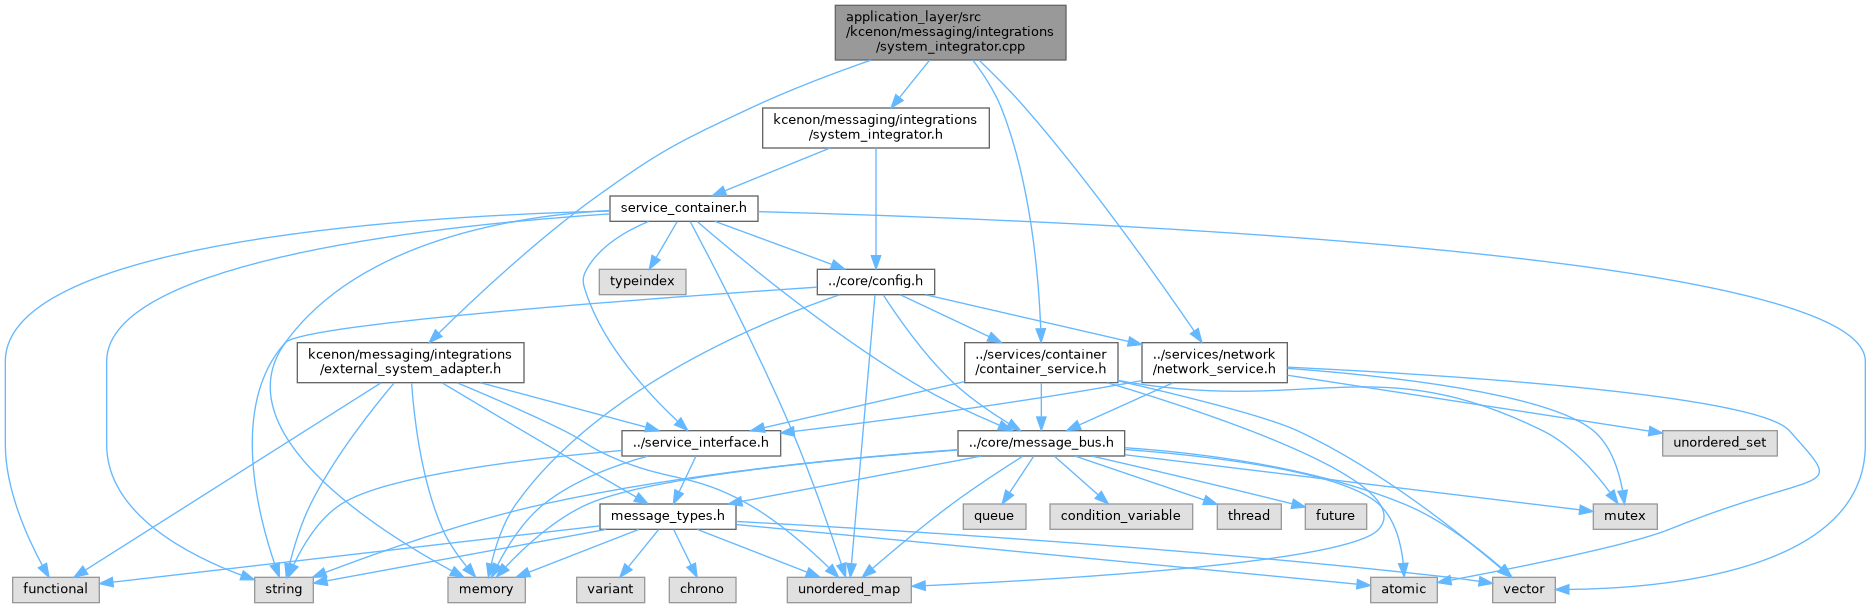 application_layer/src
/kcenon/messaging/integrations
/system_integrator.cpp
kcenon/messaging/integrations
/system_integrator.h
service_container.h
typeindex
../core/config.h
kcenon/messaging/integrations
/external_system_adapter.h
../services/container
/container_service.h
../services/network
/network_service.h
../service_interface.h
../core/message_bus.h
unordered_set
message_types.h
queue
condition_variable
thread
future
mutex
functional
string
memory
variant
chrono
unordered_map
atomic
vector